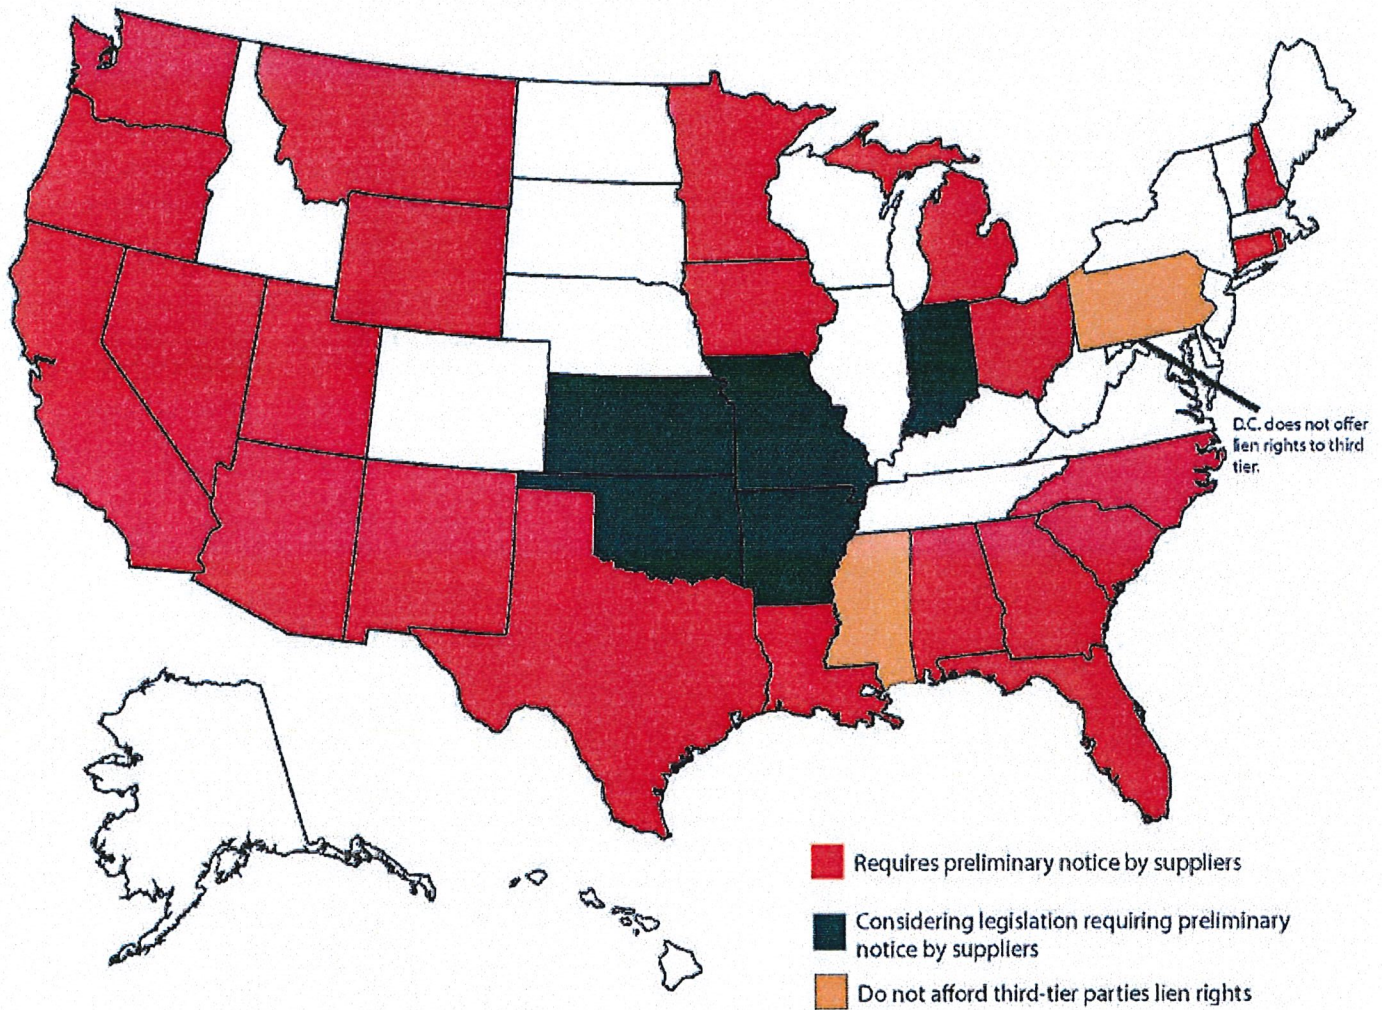 D.C. does not offer
lien rights to third
tier.
Requires preliminary notice by suppliers
Considering legislation requiring preliminary
notice by suppliers
Do not afford third-tier parties lien rights